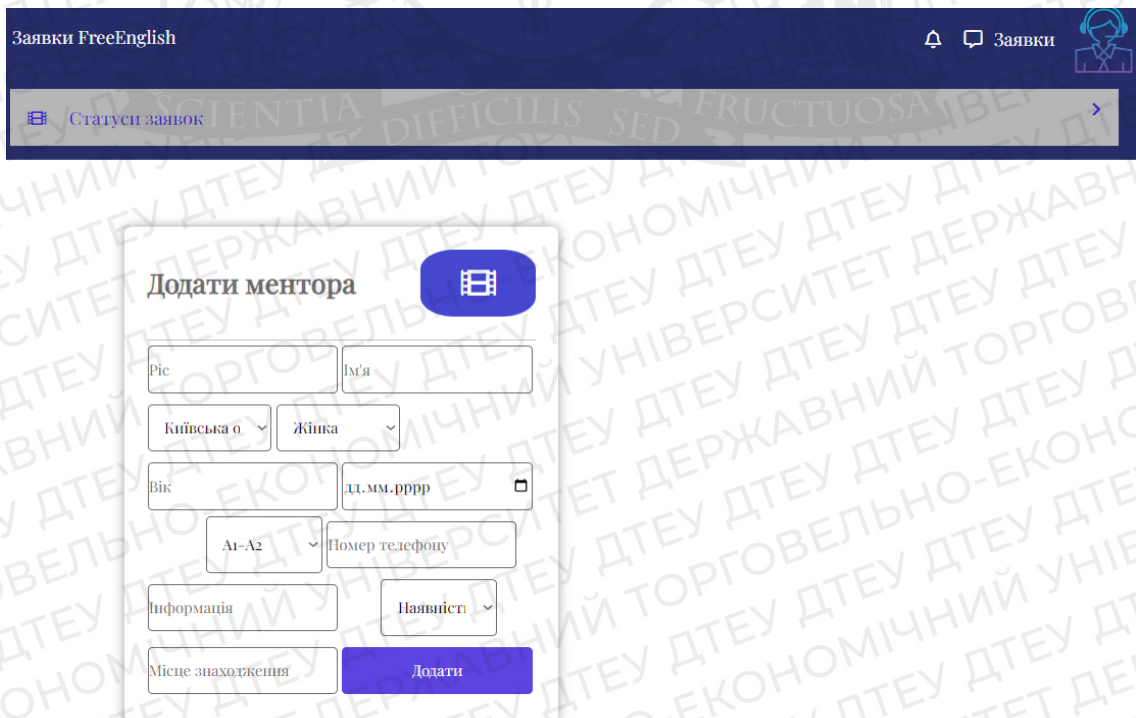 Заявки FreeEnglish
Заявки
Статуси заявок
SCIENTIA DIFFICILIS SED FRUCTUOSA
Додати ментора
Ріс Ім'я
Київська о Жінка
Вік дд.мм.рррр
A1-A2 Номер телефону
Інформація Наявність
Місце знаходження Додати